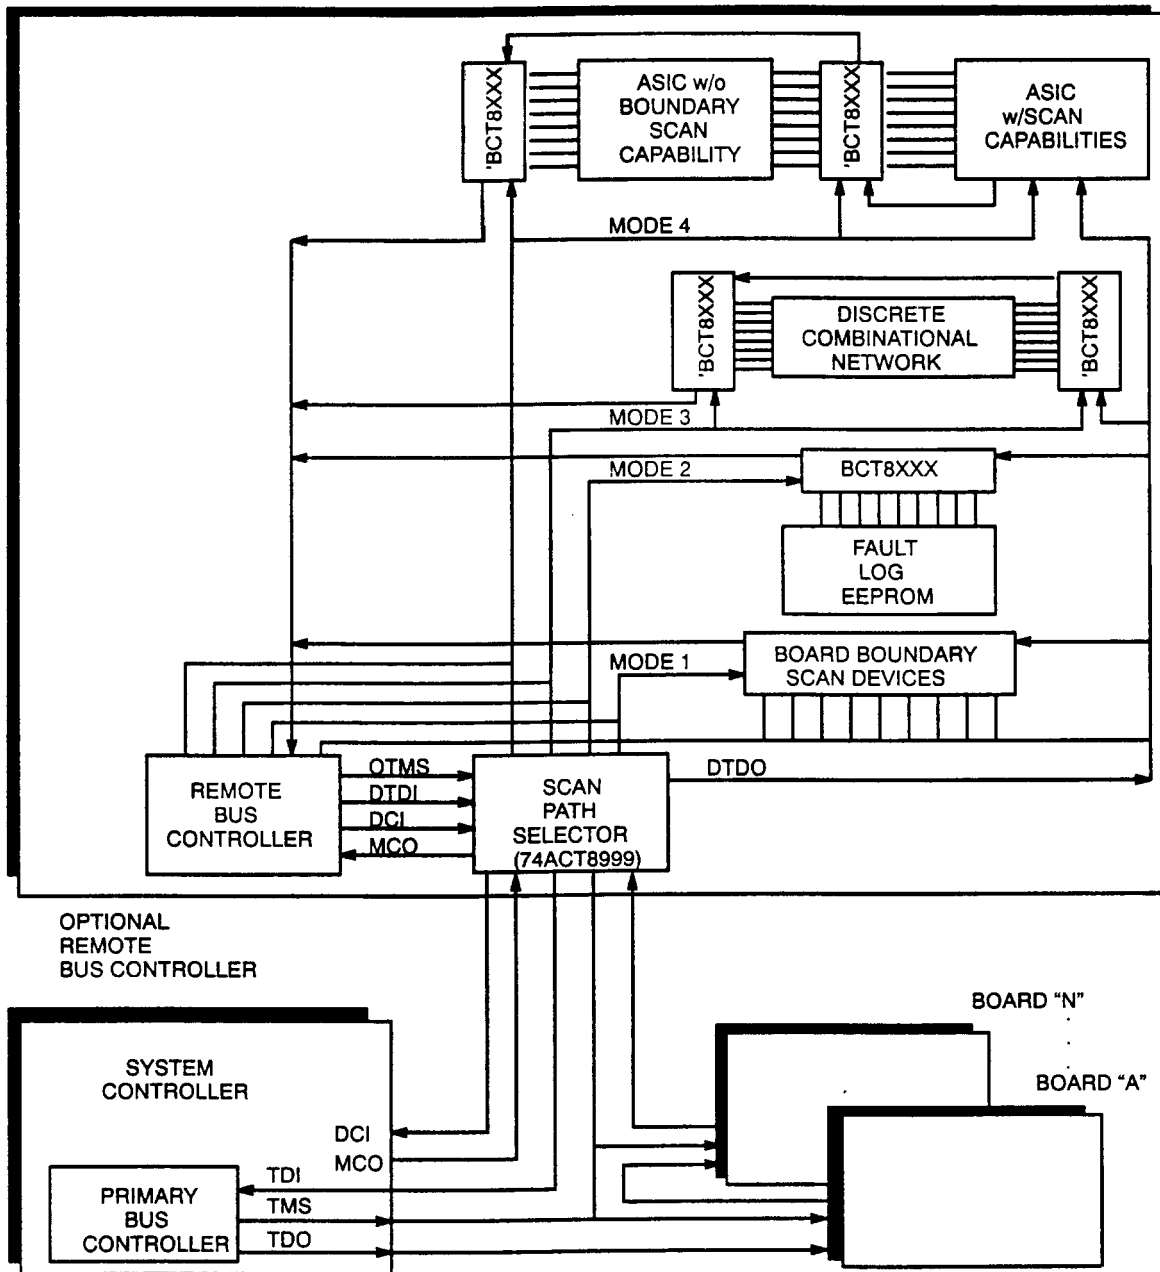 'BCT8XXX
ASIC w/o
BOUNDARY
SCAN
CAPABILITY
'BCT8XXX
ASIC
w/SCAN
CAPABILITIES
MODE 4
'BCT8XXX
DISCRETE
COMBINATIONAL
NETWORK
'BCT8XXX
MODE 3
MODE 2
BCT8XXX
FAULT
LOG
EEPROM
MODE 1
BOARD BOUNDARY
SCAN DEVICES
REMOTE
BUS
CONTROLLER
OTMS
DTDI
DCI
MCO
SCAN
PATH
SELECTOR
(74ACT8999)
DTDO
OPTIONAL
REMOTE
BUS CONTROLLER
BOARD “N”
BOARD “A”
SYSTEM
CONTROLLER
DCI
MCO
PRIMARY
BUS
CONTROLLER
TDI
TMS
TDO